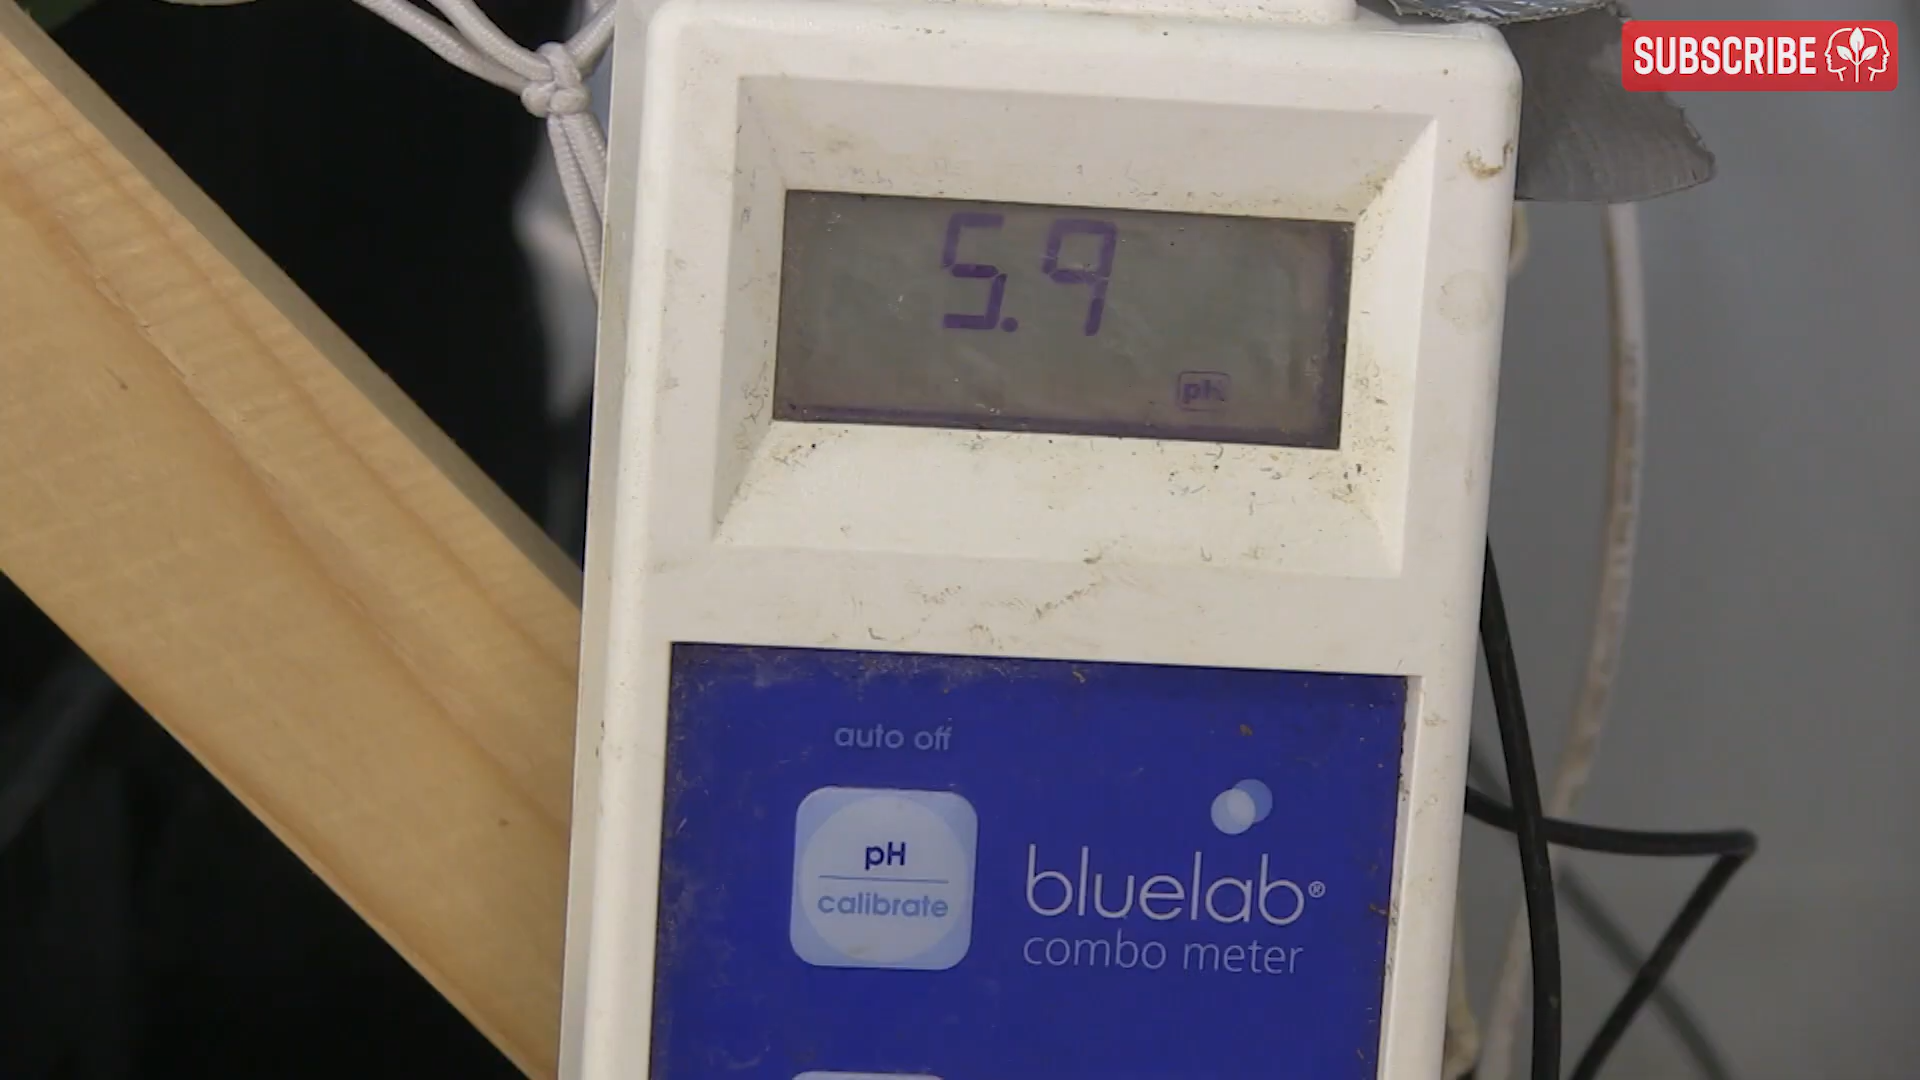 SUBSCRIBE
5.9
pH
auto off
pH
calibrate
bluelab®
combo meter